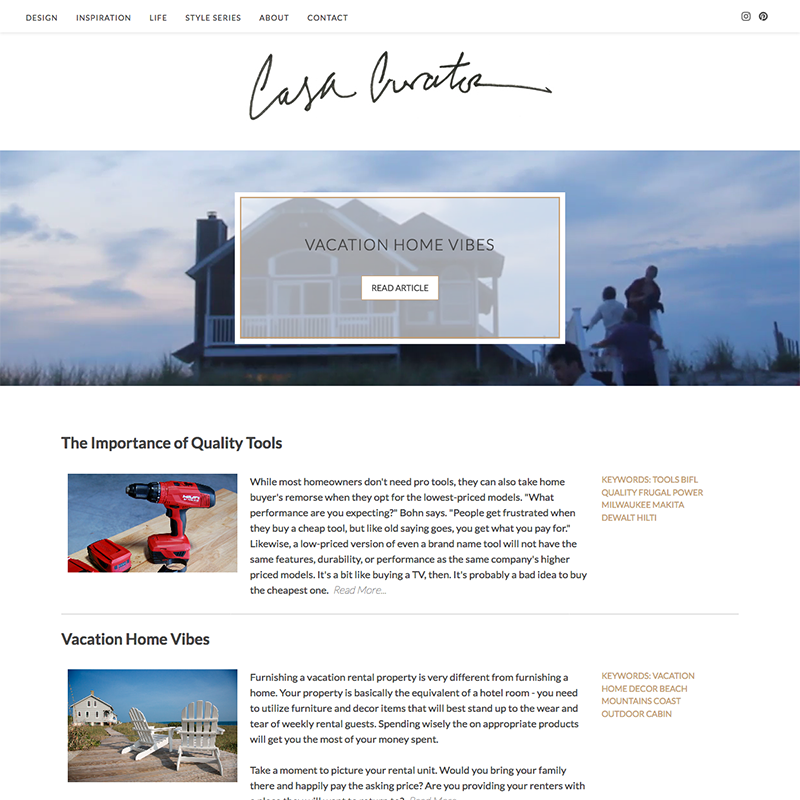 DESIGN INSPIRATION LIFE STYLE SERIES ABOUT CONTACT
Casa Curator
VACATION HOME VIBES
READ ARTICLE
The Importance of Quality Tools
HILTI
While most homeowners don't need pro tools, they can also take home
buyer's remorse when they opt for the lowest-priced models. "What
performance are you expecting?" Bohn says. "People get frustrated when
they buy a cheap tool, but like old saying goes, you get what you pay for."
Likewise, a low-priced version of even a brand name tool will not have the
same features, durability, or performance as the same company's higher
priced models. It's a bit like buying a TV, then. It's probably a bad idea to buy
the cheapest one. Read More...
KEYWORDS: TOOLS BIFL
QUALITY FRUGAL POWER
MILWAUKEE MAKITA
DEWALT HILTI
Vacation Home Vibes
Furnishing a vacation rental property is very different from furnishing a
home. Your property is basically the equivalent of a hotel room - you need
to utilize furniture and decor items that will best stand up to the wear and
tear of weekly rental guests. Spending wisely the on appropriate products
will get you the most of your money spent.
Take a moment to picture your rental unit. Would you bring your family
there and happily pay the asking price? Are you providing your renters with
a place they will want to return to? Read More...
KEYWORDS: VACATION
HOME DECOR BEACH
MOUNTAINS COAST
OUTDOOR CABIN